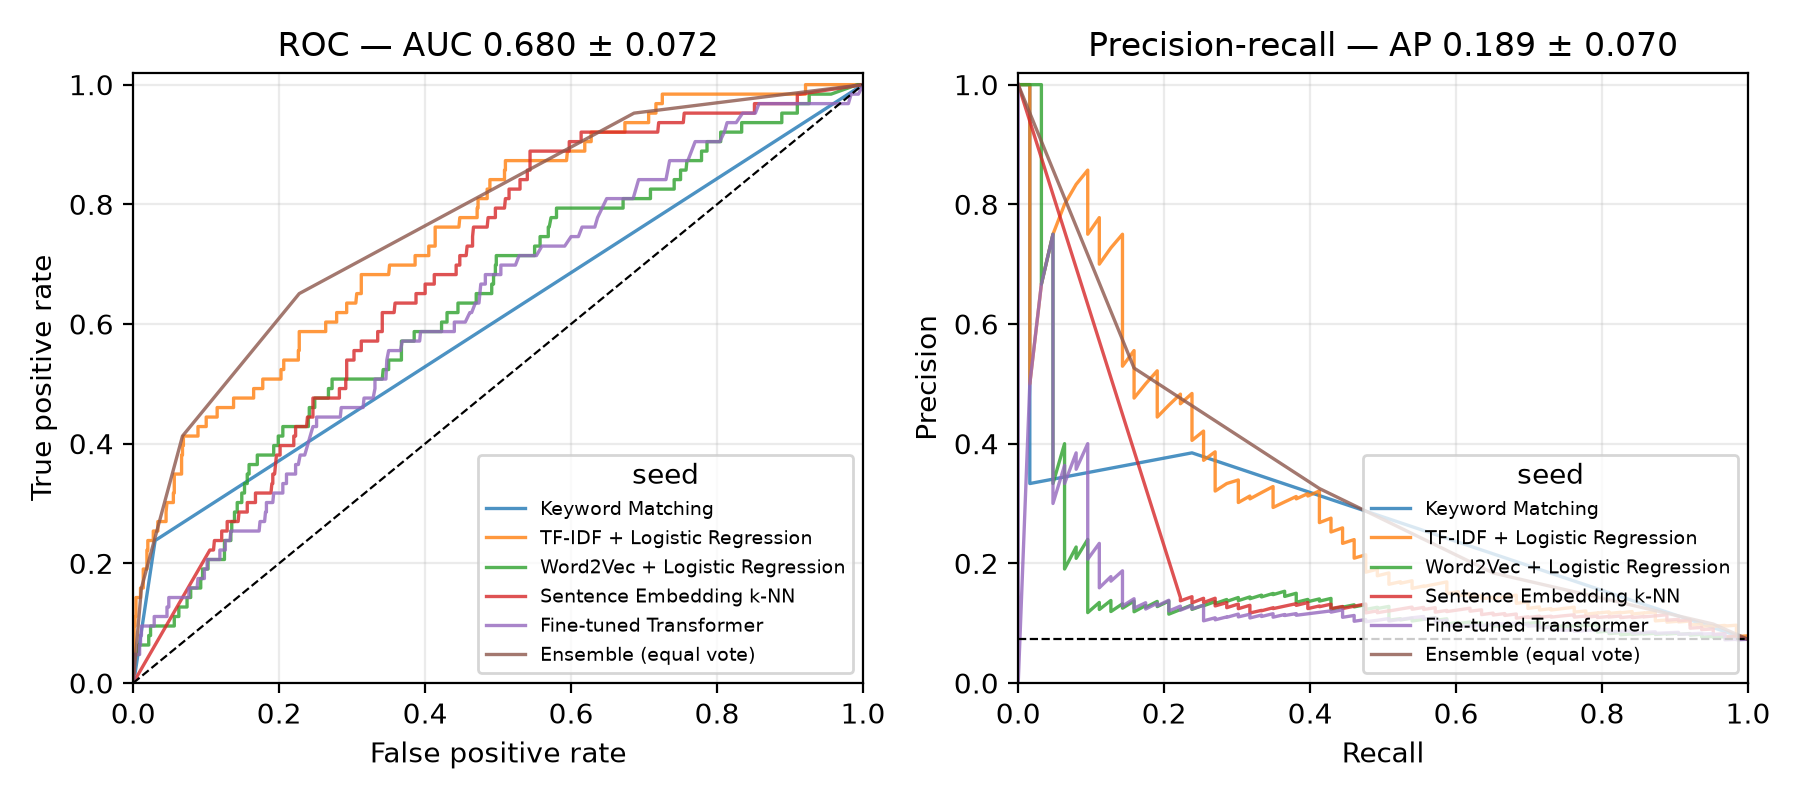 ROC — AUC 0.680 ± 0.072
True positive rate
1.0
0.8
0.6
0.4
0.2
0.0
0.0 0.2 0.4 0.6 0.8 1.0
False positive rate
seed
Keyword Matching
TF-IDF + Logistic Regression
Word2Vec + Logistic Regression
Sentence Embedding k-NN
Fine-tuned Transformer
Ensemble (equal vote)
Precision-recall — AP 0.189 ± 0.070
Precision
1.0
0.8
0.6
0.4
0.2
0.0
0.0 0.2 0.4 0.6 0.8 1.0
Recall
seed
Keyword Matching
TF-IDF + Logistic Regression
Word2Vec + Logistic Regression
Sentence Embedding k-NN
Fine-tuned Transformer
Ensemble (equal vote)